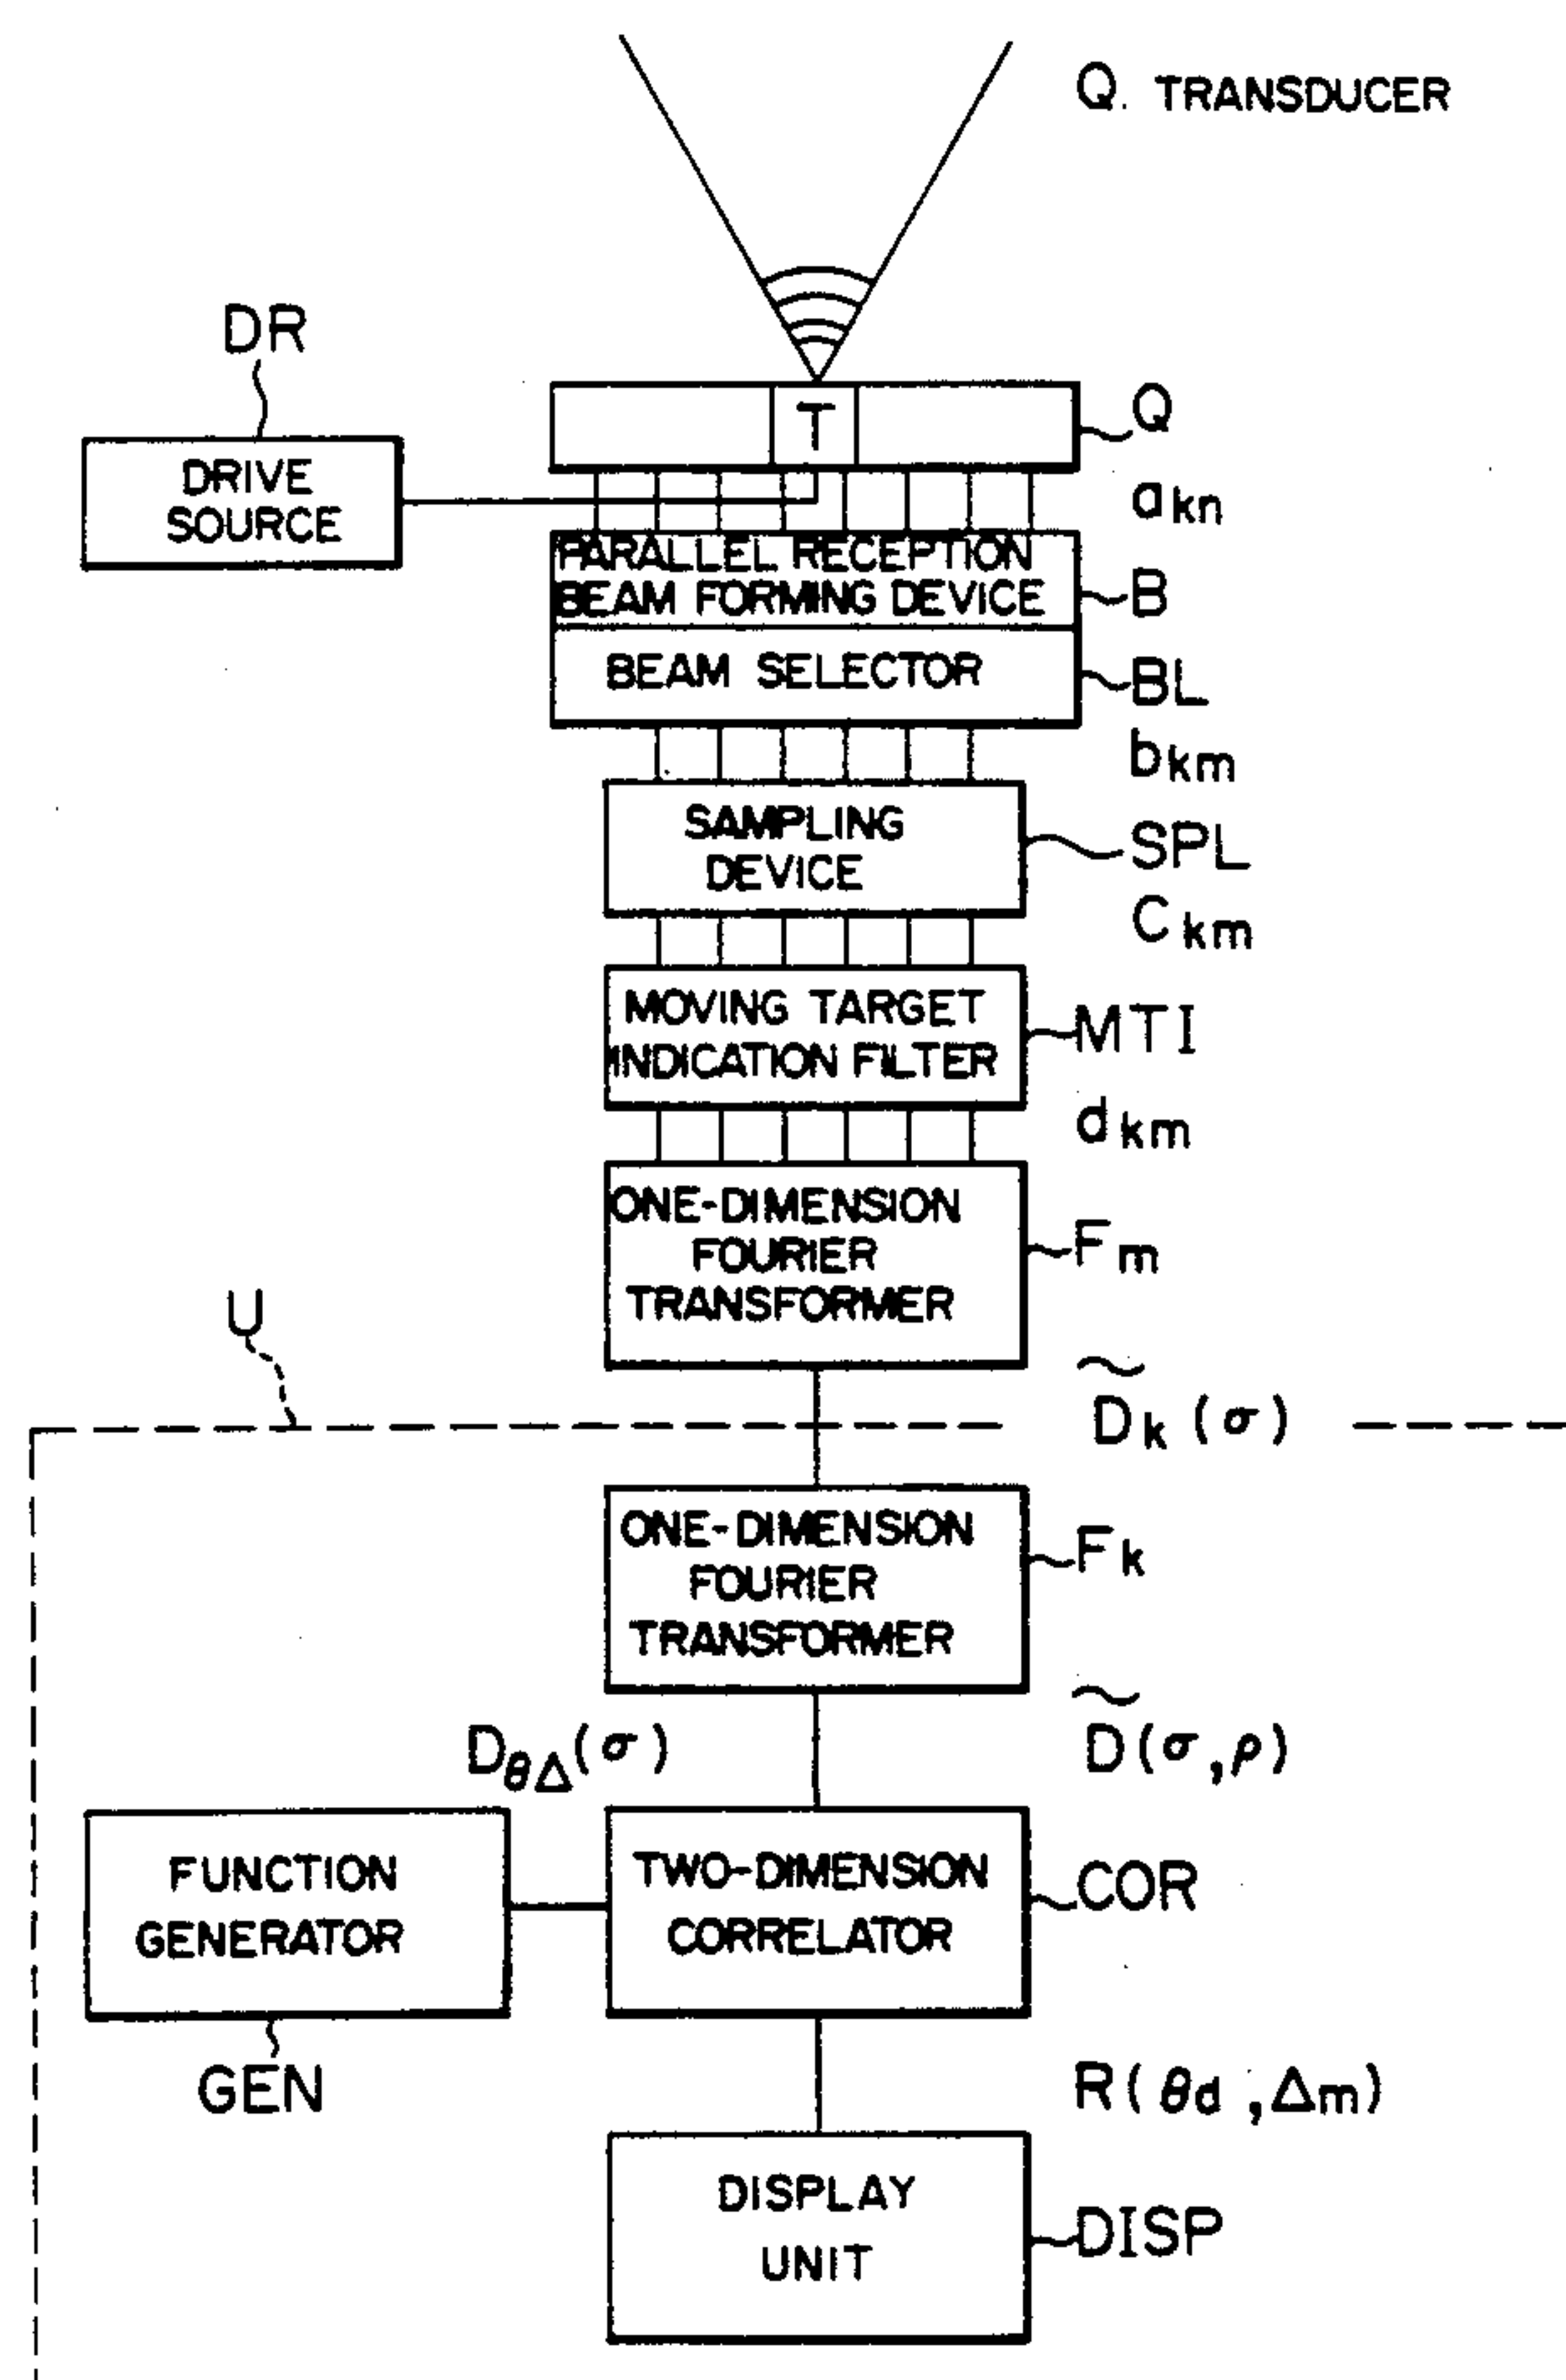 Q. TRANSDUCER
DR
T
Q
DRIVE
SOURCE
akn
PARALLEL RECEPTION
BEAM FORMING DEVICE
B
BEAM SELECTOR
BL
bkm
SAMPLING
DEVICE
SPL
Ckm
MOVING TARGET
INDICATION FILTER
MTI
dkm
ONE-DIMENSION
FOURIER
TRANSFORMER
Fm
U
D̃k (σ)
ONE-DIMENSION
FOURIER
TRANSFORMER
Fk
DθΔ(σ)
D̃(σ,ρ)
FUNCTION
GENERATOR
TWO-DIMENSION
CORRELATOR
COR
GEN
R(θd,Δm)
DISPLAY
UNIT
DISP